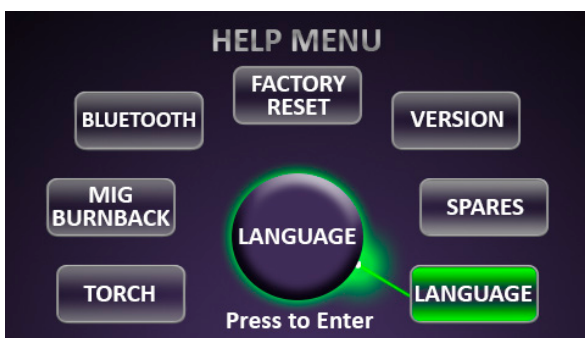 HELP MENU
FACTORY
RESET
BLUETOOTH
VERSION
MIG
BURNBACK
SPARES
LANGUAGE
TORCH
LANGUAGE
Press to Enter